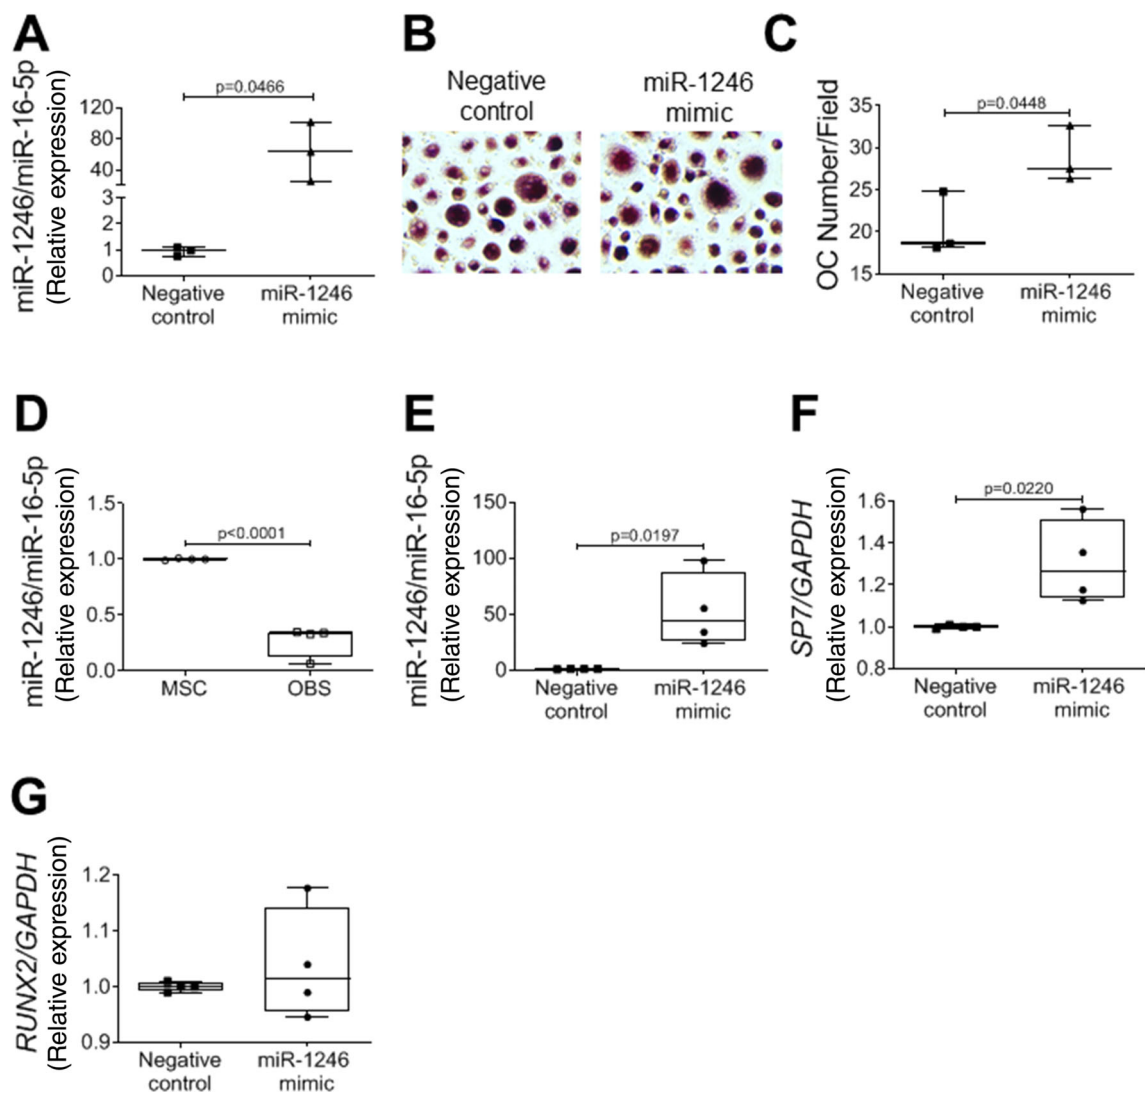 A
miR-1246/miR-16-5p
(Relative expression)
p=0.0466
120
80
40
3
2
1
0
Negative
control
miR-1246
mimic
B
Negative
control
miR-1246
mimic
C
OC Number/Field
p=0.0448
35
30
25
20
15
Negative
control
miR-1246
mimic
D
miR-1246/miR-16-5p
(Relative expression)
p<0.0001
1.5
1.0
0.5
0.0
MSC
OBS
E
miR-1246/miR-16-5p
(Relative expression)
p=0.0197
150
100
50
0
Negative
control
miR-1246
mimic
F
SP7/GAPDH
(Relative expression)
p=0.0220
1.6
1.4
1.2
1.0
0.8
Negative
control
miR-1246
mimic
G
RUNX2/GAPDH
(Relative expression)
1.2
1.1
1.0
0.9
Negative
control
miR-1246
mimic